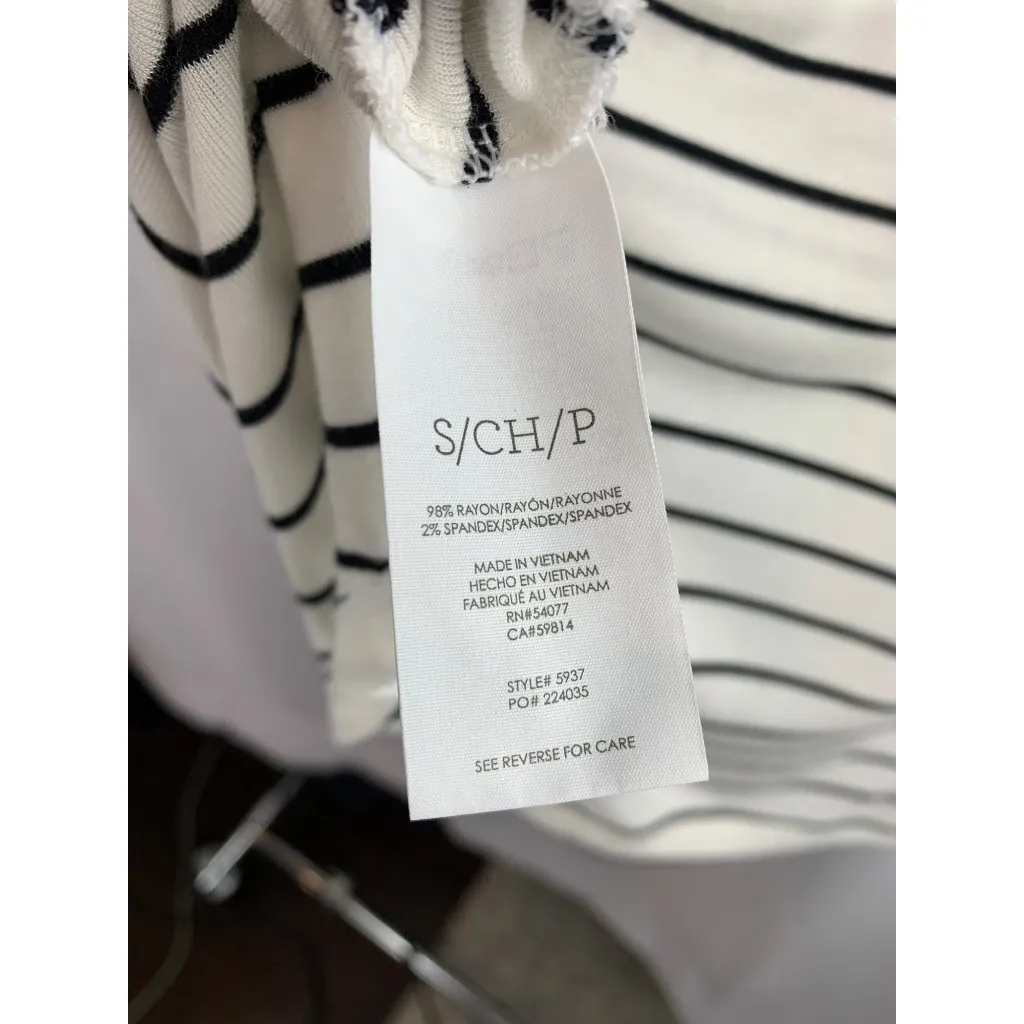 S/CH/P
98% RAYON/RAYÓN/RAYONNE
2% SPANDEX/SPANDEX/SPANDEX
MADE IN VIETNAM
HECHO EN VIETNAM
FABRIQUÉ AU VIETNAM
RN#54077
CA#59814
STYLE# 5937
PO# 224035
SEE REVERSE FOR CARE